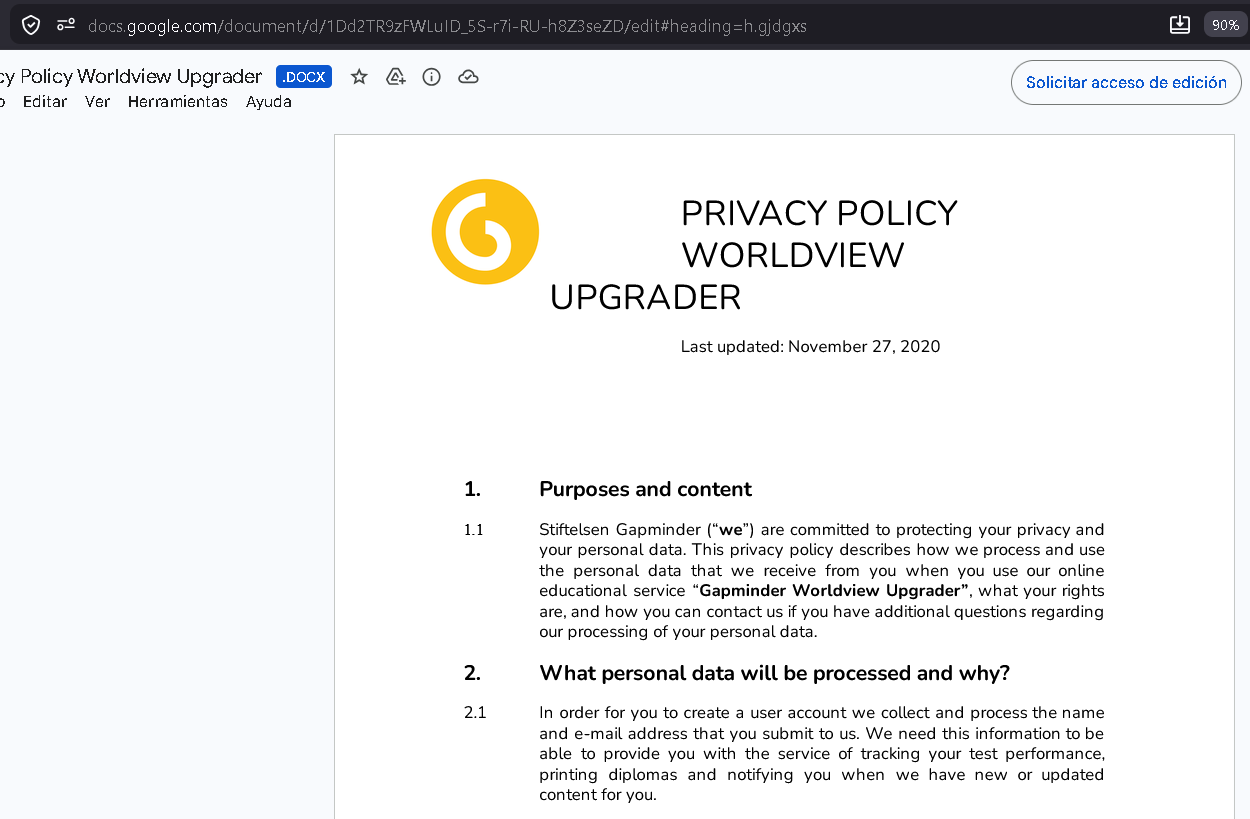 docs.google.com/document/d/1Dd2TR9zFWLuID_5S-r7i-RU-h8Z3seZD/edit#heading=h.gjdgxs
90%
cy Policy Worldview Upgrader .DOCX
Solicitar acceso de edición
o Editar Ver Herramientas Ayuda
PRIVACY POLICY
WORLDVIEW
UPGRADER
Last updated: November 27, 2020
1. Purposes and content
1.1 Stiftelsen Gapminder (“we”) are committed to protecting your privacy and
your personal data. This privacy policy describes how we process and use
the personal data that we receive from you when you use our online
educational service “Gapminder Worldview Upgrader”, what your rights
are, and how you can contact us if you have additional questions regarding
our processing of your personal data.
2. What personal data will be processed and why?
2.1 In order for you to create a user account we collect and process the name
and e-mail address that you submit to us. We need this information to be
able to provide you with the service of tracking your test performance,
printing diplomas and notifying you when we have new or updated
content for you.